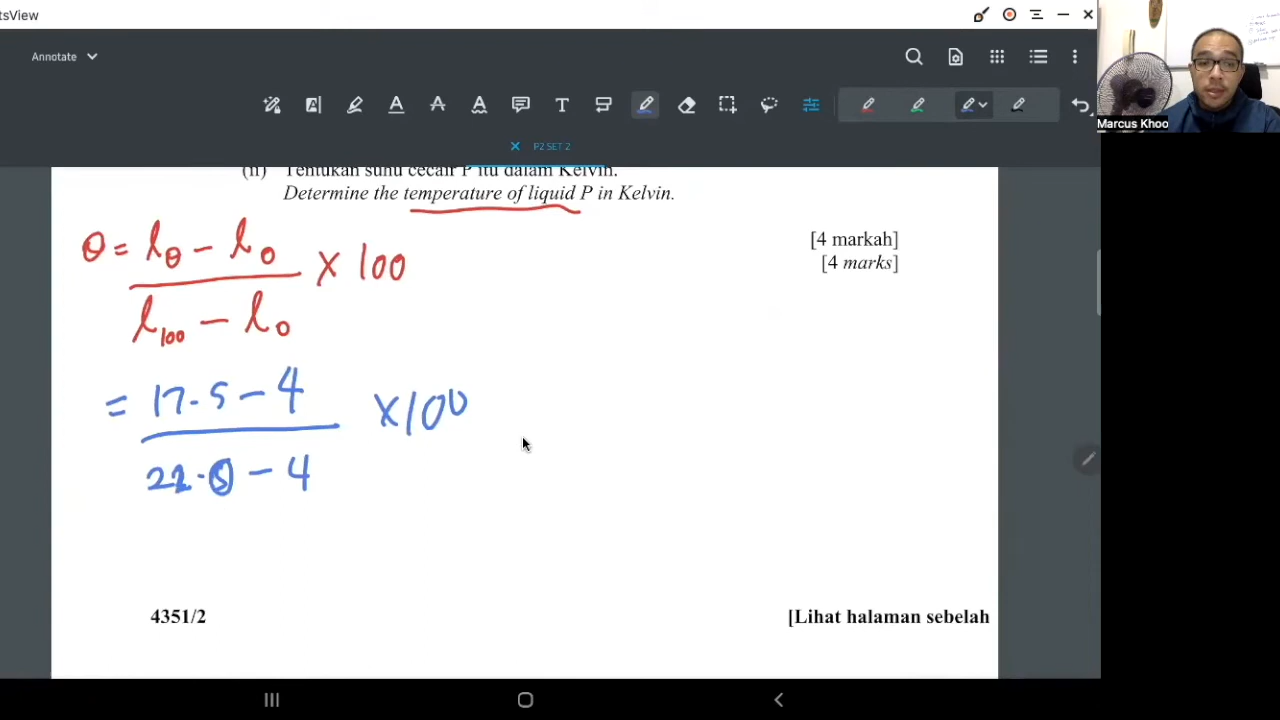 tsView
Annotate
Marcus Khoo
P2 SET 2
(ii) Tentukan suhu cecair P itu dalam Kelvin.
Determine the temperature of liquid P in Kelvin.
[4 markah]
[4 marks]
θ = lθ - l0 × 100
l100 - l0
= 17.5 - 4 × 100
- 4
4351/2
[Lihat halaman sebelah